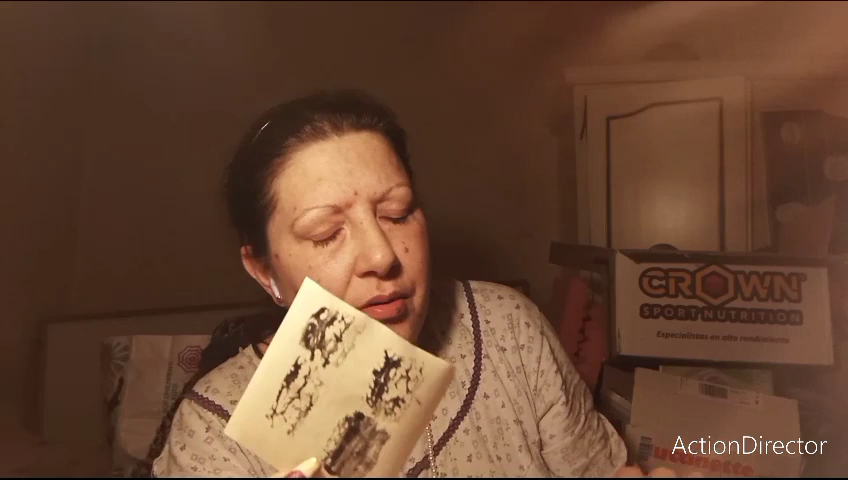 CROWN
SPORT NUTRITION
Especialistas en alto rendimiento
ActionDirector